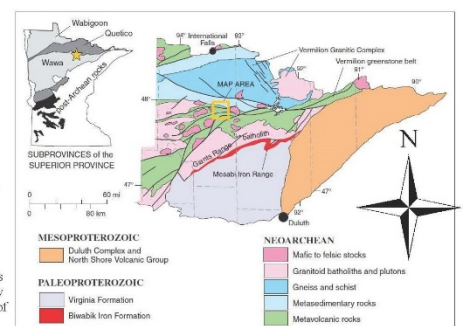 Wabigoon
Quetico
Wawa
post-Archean rocks
SUBPROVINCES of the
SUPERIOR PROVINCE
0 60 mi
0 80 km
94° International
Falls
93°
Vermilion Granitic Complex
92°
Vermilion greenstone belt
91°
90°
MAP AREA
48°
48°
Giants Range batholith
Mesabi Iron Range
47°
47°
92°
Duluth
N
MESOPROTEROZOIC
Duluth Complex and
North Shore Volcanic Group
PALEOPROTEROZOIC
Virginia Formation
Biwabik Iron Formation
NEOARCHEAN
Mafic to felsic stocks
Granitoid batholiths and plutons
Gneiss and schist
Metasedimentary rocks
Metavolcanic rocks
of